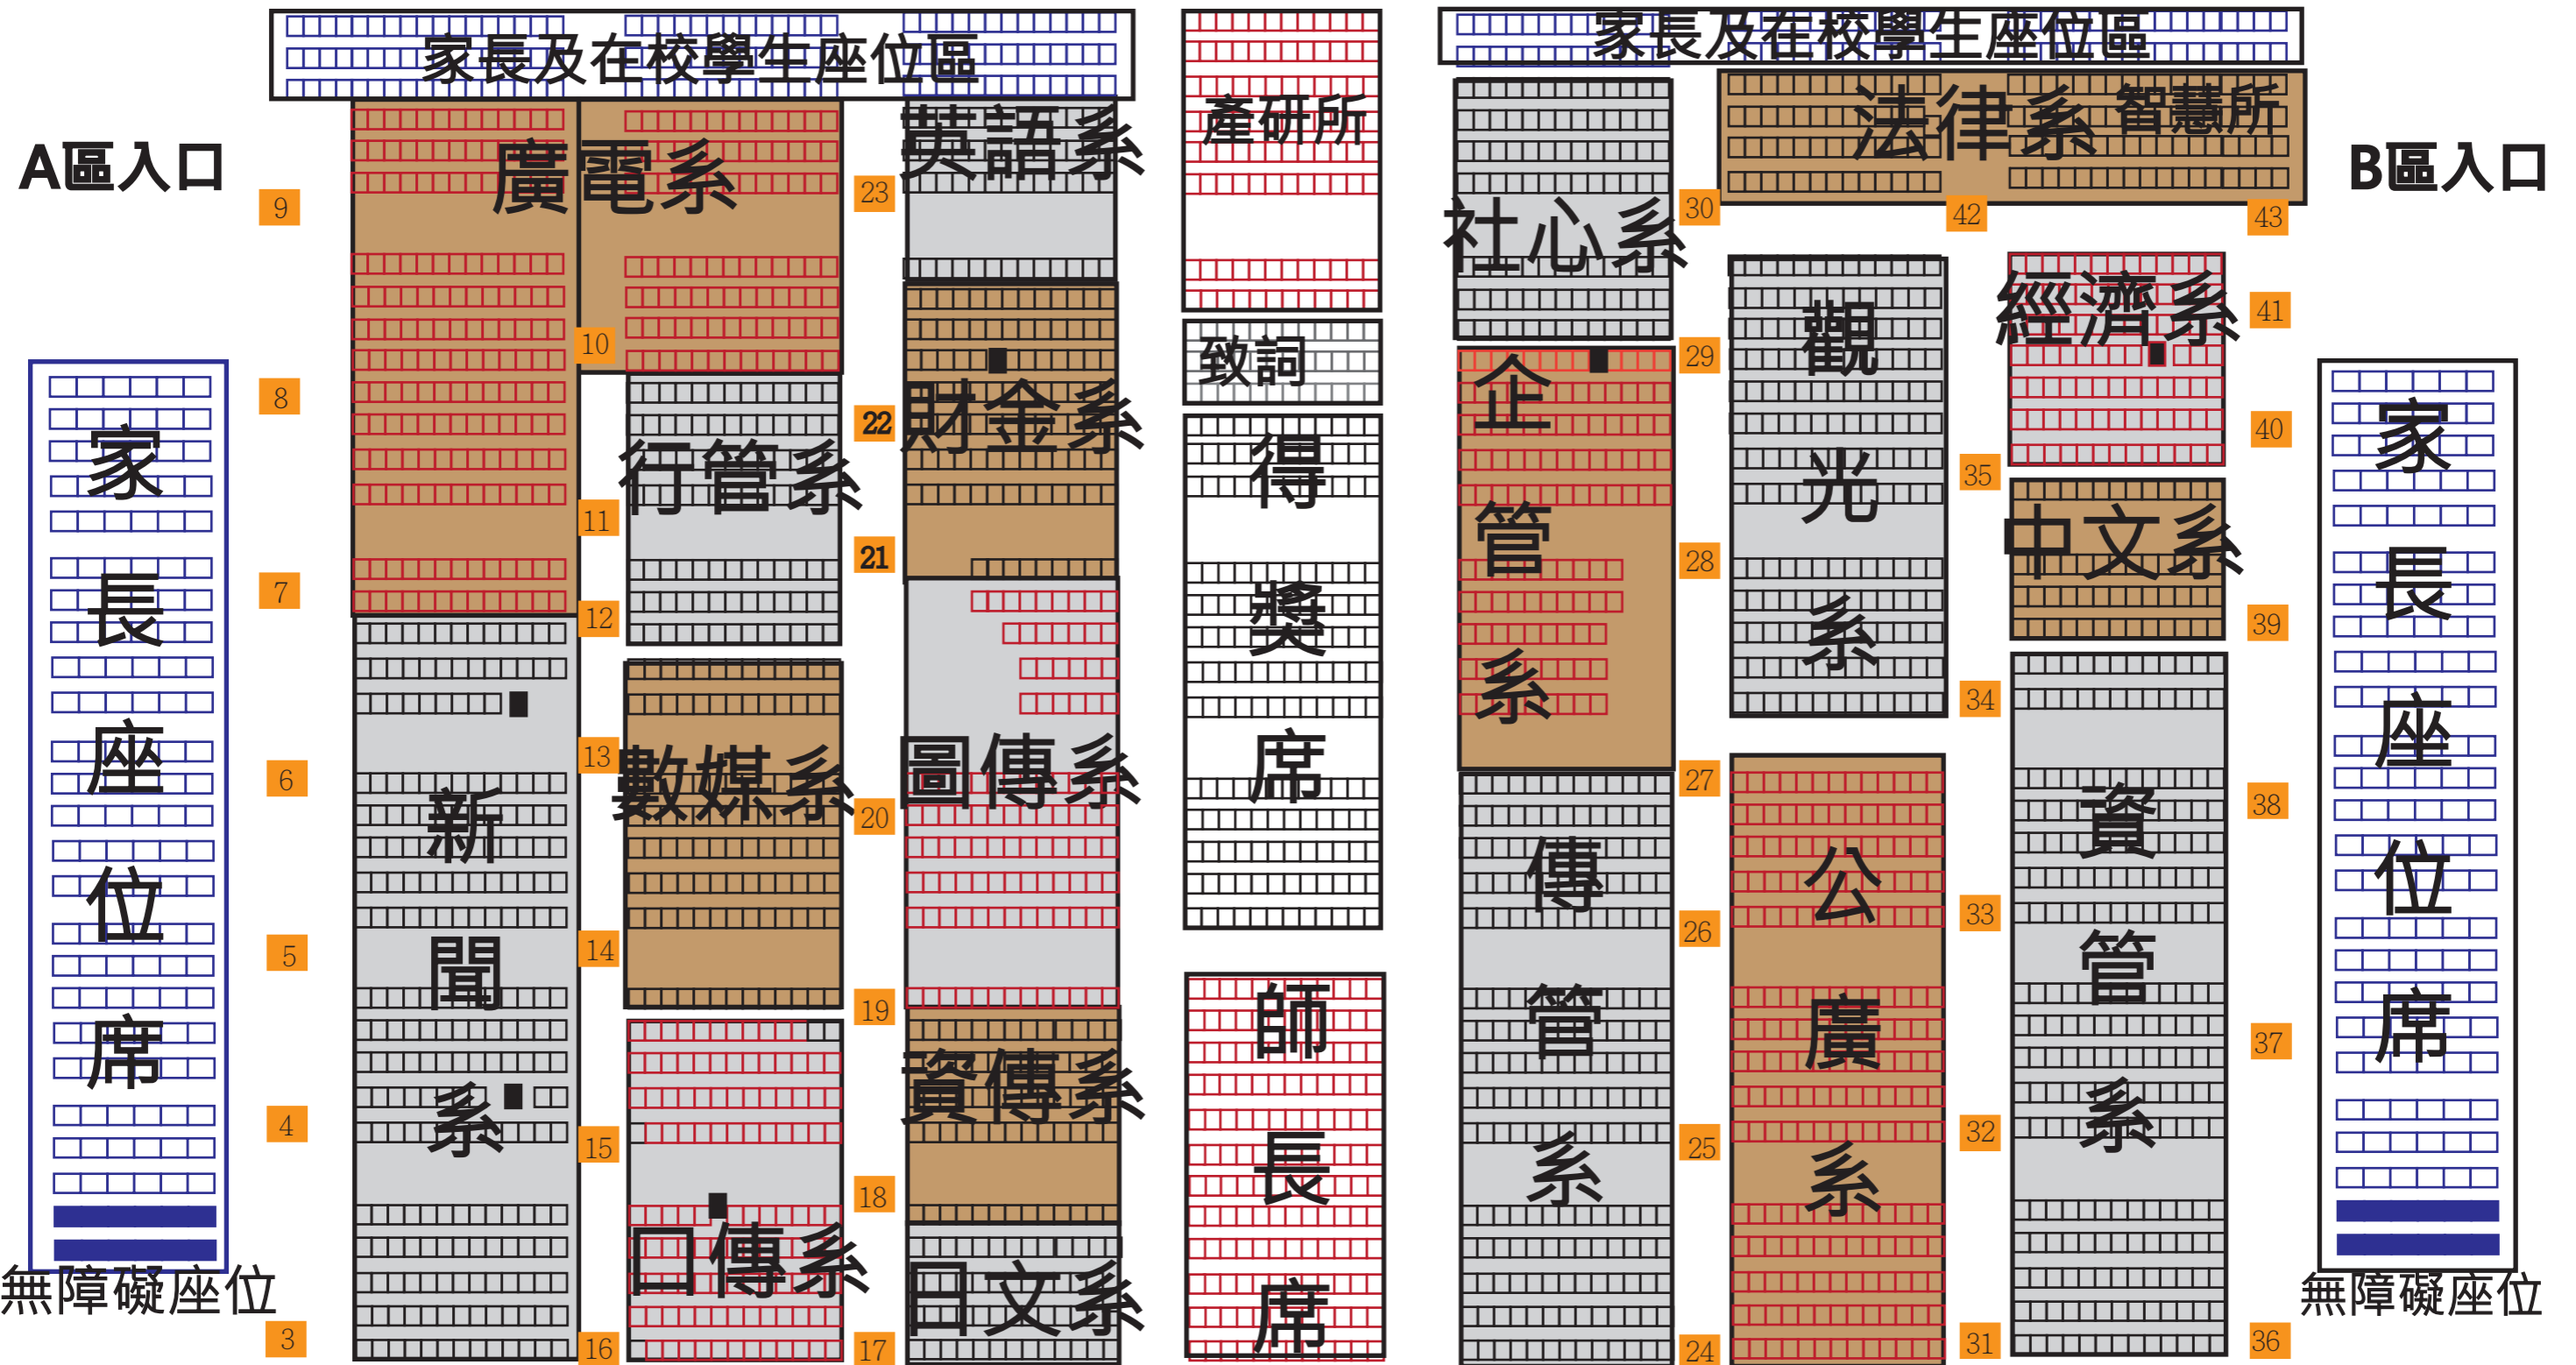 家長及在校學生座位區
家長及在校學生座位區
A區入口
B區入口
廣電系
英語系
產研所
社心系
法律系
智慧所
9
23
30
42
43
10
8
22
致詞
29
觀光系
經濟系
41
40
行管系
財金系
得獎席
企管系
35
11
21
28
中文系
7
12
39
家長座位席
家長座位席
34
6
13
數媒系
20
圖傳系
27
38
新聞系
傳管系
公廣系
資管系
5
14
19
26
33
37
4
15
資傳系
師長席
25
32
18
口傳系
日文系
無障礙座位
無障礙座位
3
16
17
24
31
36